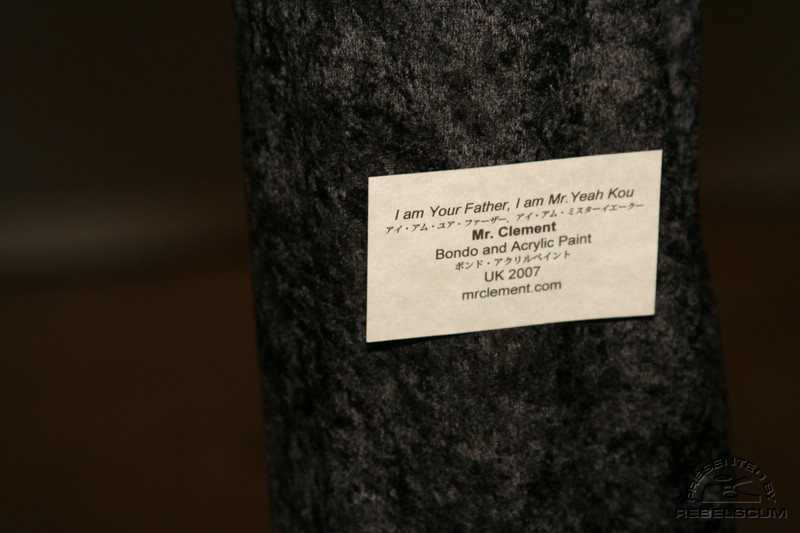 I am Your Father, I am Mr.Yeah Kou
アイ・アム・ユア・ファーザー、アイ・アム・ミスターイエークー
Mr. Clement
Bondo and Acrylic Paint
ボンド・アクリルペイント
UK 2007
mrclement.com
PRESENTED BY
REBELSCUM